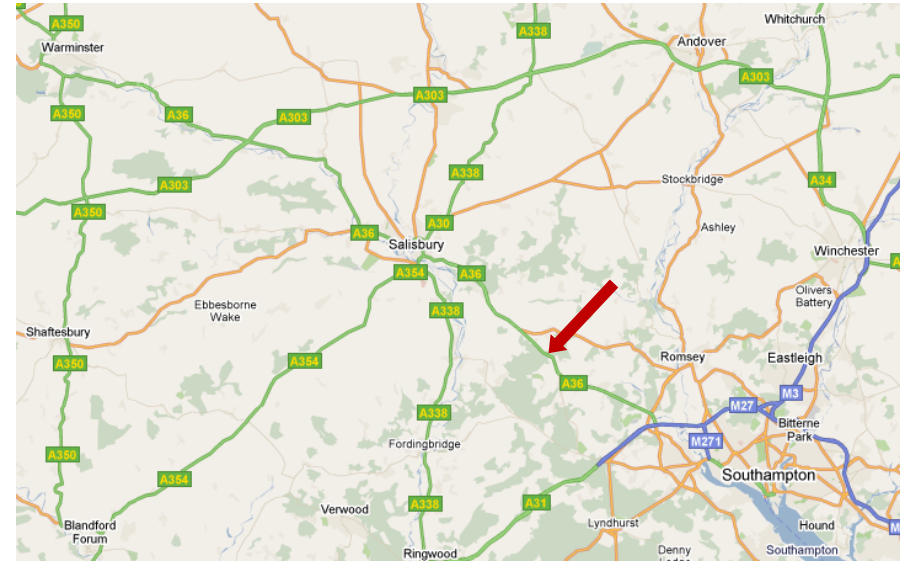 A350
Warminster
A338
Whitchurch
Andover
A303
A303
A350
A36
A303
A303
A338
Stockbridge
A34
A350
A36
A30
Ashley
Salisbury
Winchester
A354
A36
Olivers
Battery
Ebbesborne
Wake
A338
Shaftesbury
A350
A354
Romsey
Eastleigh
A36
M3
M27
A338
Bitterne
Park
Fordingbridge
M271
A350
A354
Southampton
A338
A31
Verwood
Blandford
Forum
Lyndhurst
Hound
Ringwood
Denny
Southampton